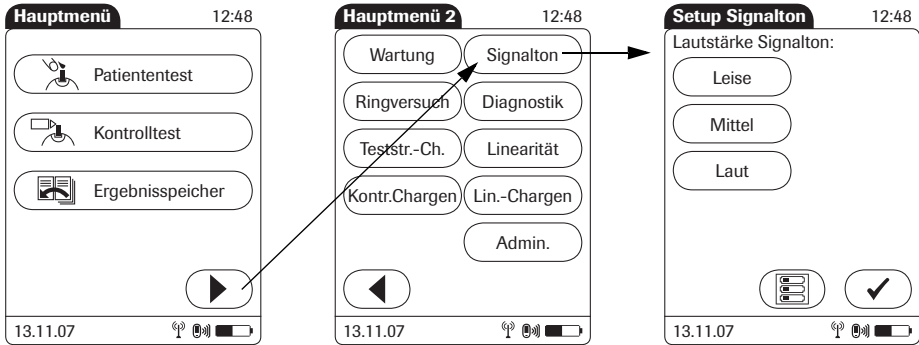 Hauptmenü 12:48
Patiententest
Kontrolltest
Ergebnisspeicher
13.11.07
Hauptmenü 2 12:48
Wartung Signalton
Ringversuch Diagnostik
Teststr.-Ch. Linearität
Kontr.Chargen Lin.-Chargen
Admin.
13.11.07
Setup Signalton 12:48
Lautstärke Signalton:
Leise
Mittel
Laut
13.11.07